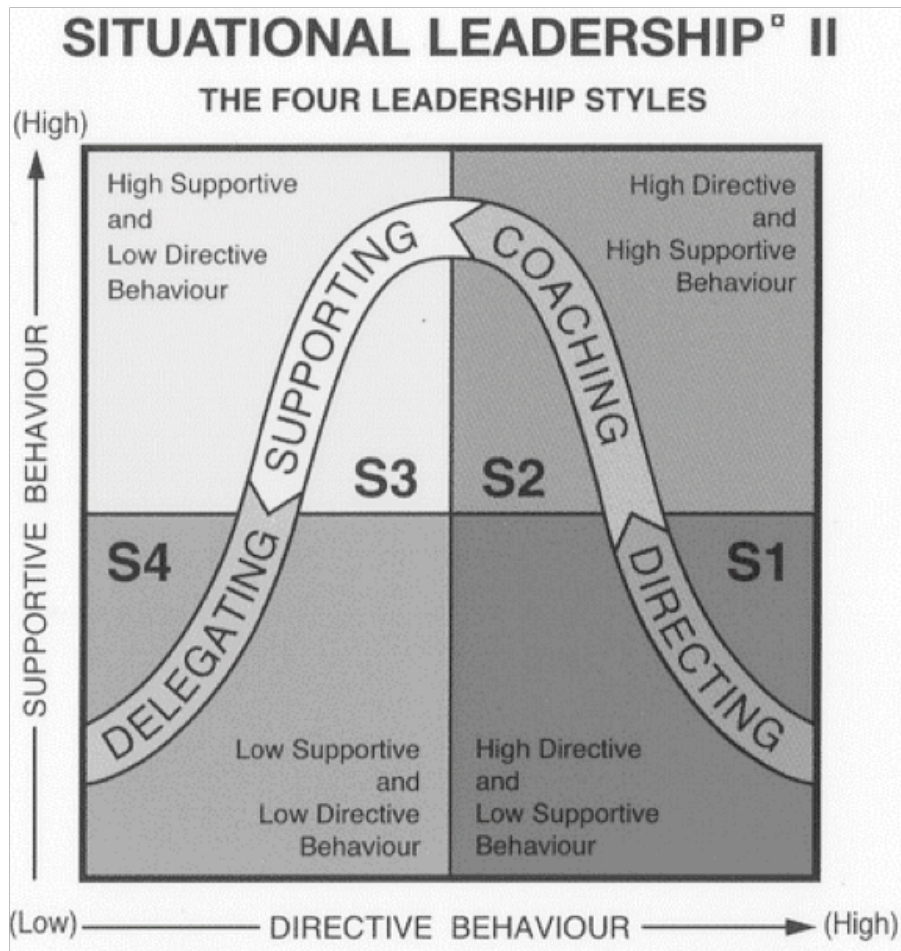 SITUATIONAL LEADERSHIP¤ II
THE FOUR LEADERSHIP STYLES
(High)
High Supportive
and
Low Directive
Behaviour
High Directive
and
High Supportive
Behaviour
SUPPORTING
COACHING
S3
S2
S4
S1
DELEGATING
DIRECTING
Low Supportive
and
Low Directive
Behaviour
High Directive
and
Low Supportive
Behaviour
SUPPORTIVE BEHAVIOUR
(Low)
DIRECTIVE BEHAVIOUR
(High)